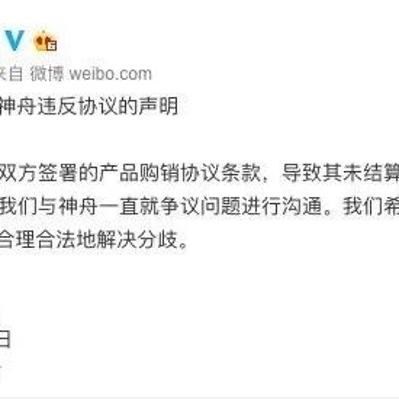 V
来自 微博 weibo.com
神舟违反协议的声明
双方签署的产品购销协议条款，导致其未结算
我们与神舟一直就争议问题进行沟通。我们希
合理合法地解决分歧。
日